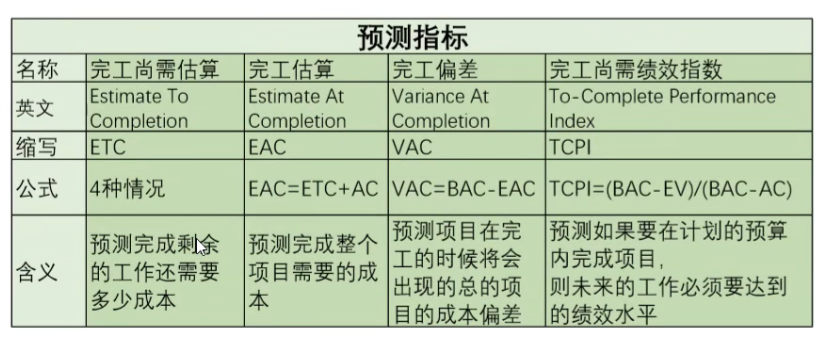 预测指标
名称 完工尚需估算 完工估算 完工偏差 完工尚需绩效指数
英文 Estimate To Completion Estimate At Completion Variance At Completion To-Complete Performance Index
缩写 ETC EAC VAC TCPI
公式 4种情况 EAC=ETC+AC VAC=BAC-EAC TCPI=(BAC-EV)/(BAC-AC)
含义
预测完成剩余
的工作还需要
多少成本
预测完成整个
项目需要的成
本
预测项目在完
工的时候将会
出现的总的项
目的成本偏差
预测如果要在计划的预算
内完成项目,
则未来的工作必须要达到
的绩效水平